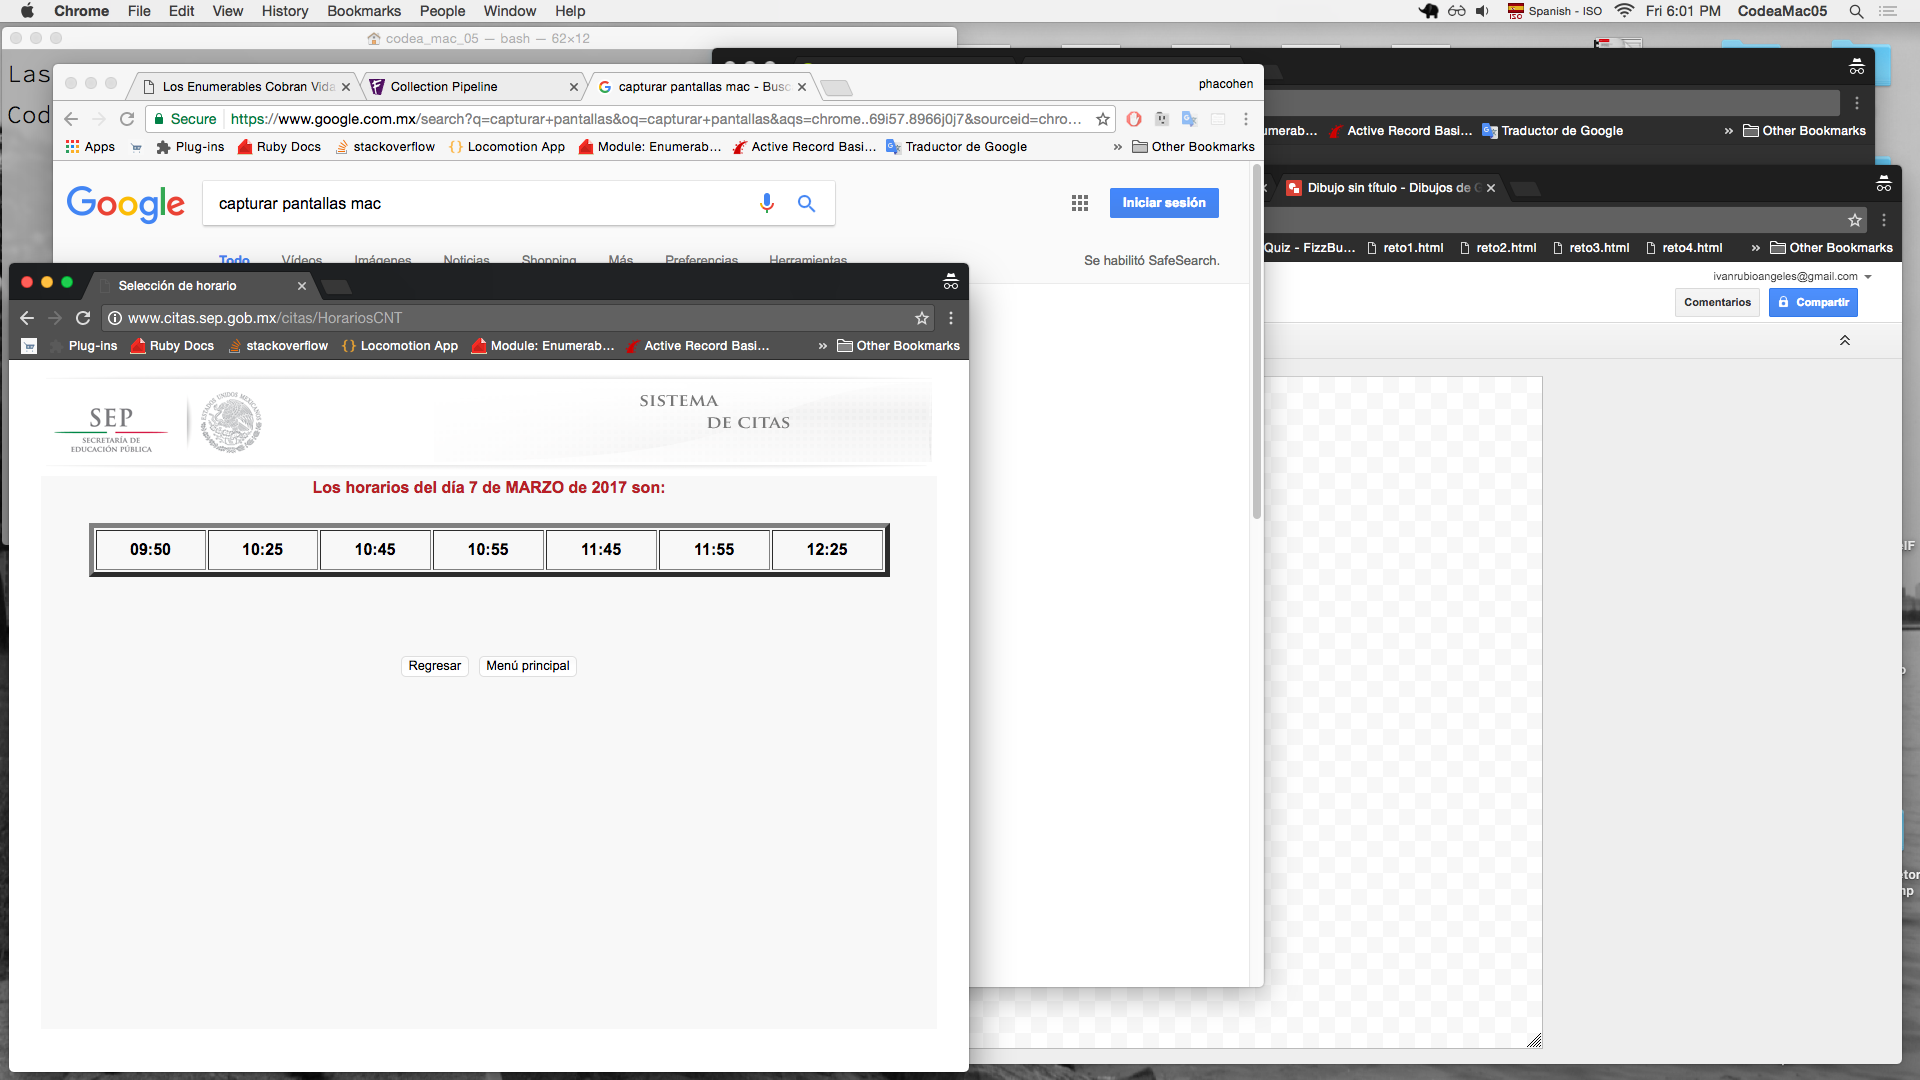 Chrome File Edit View History Bookmarks People Window Help Spanish - ISO Fri 6:01 PM CodeaMac05
codea_mac_05 — bash — 62×12
Las
Cod
Los Enumerables Cobran Vida Collection Pipeline capturar pantallas mac - Busc phacohen
Secure https://www.google.com.mx/search?q=capturar+pantallas&oq=capturar+pantallas&aqs=chrome..69i57.8966j0j7&sourceid=chro...
Apps Plug-ins Ruby Docs stackoverflow Locomotion App Module: Enumerab... Active Record Basi... Traductor de Google » Other Bookmarks
umerab... Active Record Basi... Traductor de Google » Other Bookmarks
Google
capturar pantallas mac
Iniciar sesión
Todo Vídeos Imágenes Noticias Shopping Más Preferencias Herramientas
Se habilitó SafeSearch.
Dibujo sin título - Dibujos de G
Quiz - FizzBu... reto1.html reto2.html reto3.html reto4.html » Other Bookmarks
ivanrubioangeles@gmail.com
Comentarios Compartir
Selección de horario
www.citas.sep.gob.mx/citas/HorariosCNT
Plug-ins Ruby Docs stackoverflow Locomotion App Module: Enumerab... Active Record Basi... » Other Bookmarks
SEP
SECRETARÍA DE
EDUCACIÓN PÚBLICA
ESTADOS UNIDOS MEXICANOS
SISTEMA
DE CITAS
Los horarios del día 7 de MARZO de 2017 son:
09:50 10:25 10:45 10:55 11:45 11:55 12:25
Regresar Menú principal